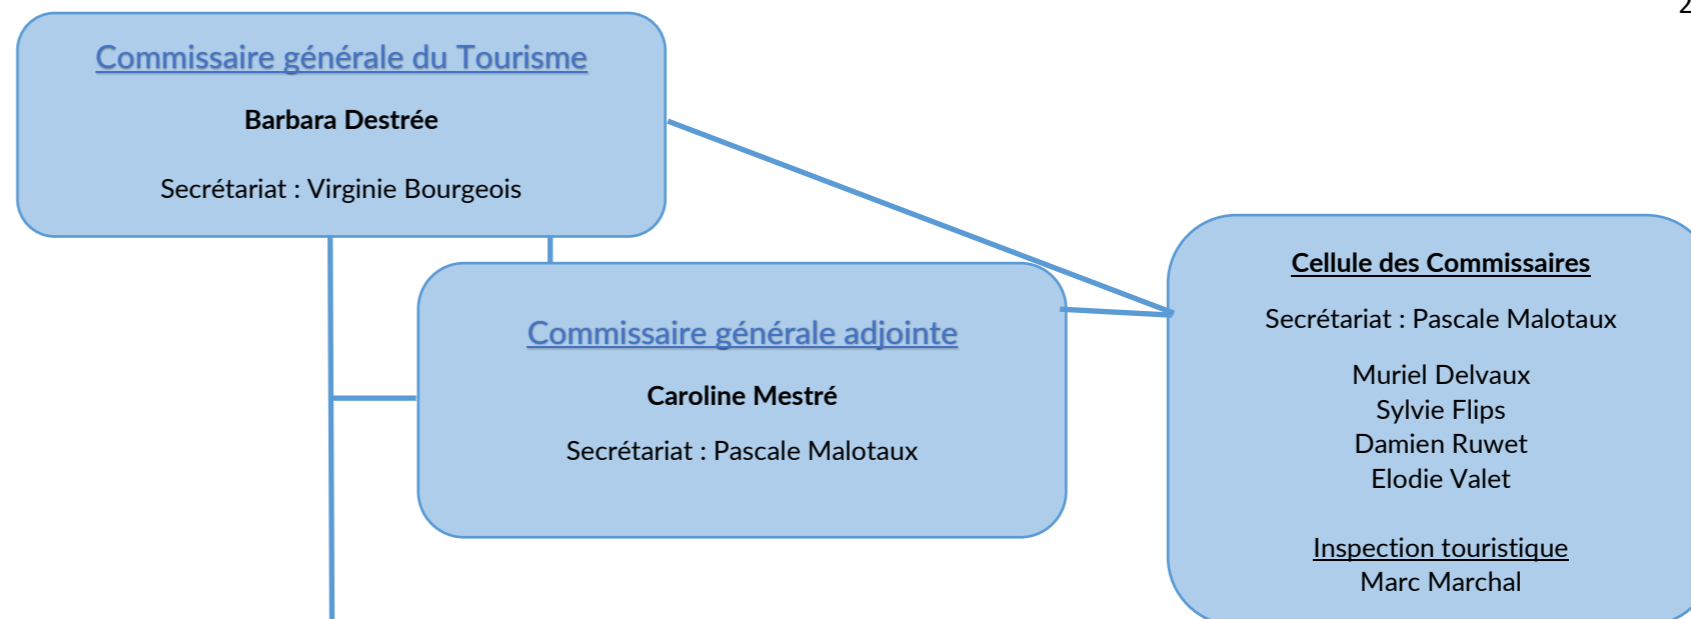 2
Commissaire générale du Tourisme
Barbara Destrée
Secrétariat : Virginie Bourgeois
Commissaire générale adjointe
Caroline Mestré
Secrétariat : Pascale Malotaux
Cellule des Commissaires
Secrétariat : Pascale Malotaux
Muriel Delvaux
Sylvie Flips
Damien Ruwet
Elodie Valet
Inspection touristique
Marc Marchal